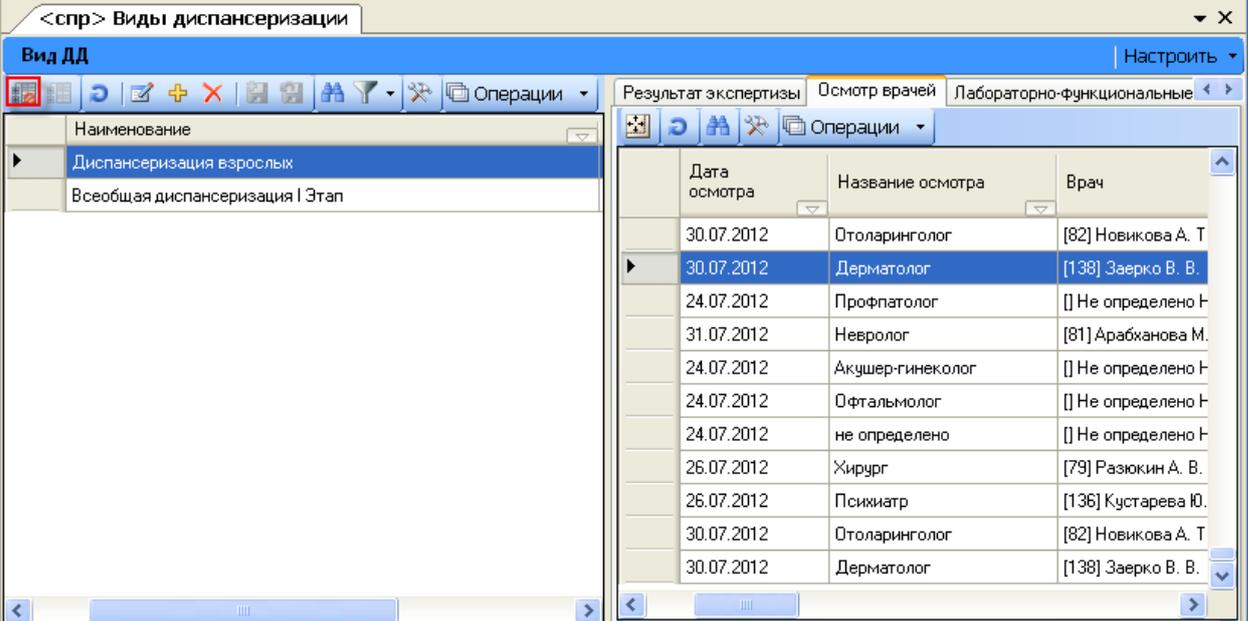 <спр> Виды диспансеризации
Вид ДД
Настроить
Операции
Наименование
Диспансеризация взрослых
Всеобщая диспансеризация I Этап
Результат экспертизы Осмотр врачей Лабораторно-функциональные
Операции
Дата осмотра Название осмотра Врач
30.07.2012 Отоларинголог [82] Новикова А. Т
30.07.2012 Дерматолог [138] Заерко В. В.
24.07.2012 Профпатолог [] Не определено Н
31.07.2012 Невролог [81] Арабханова М.
24.07.2012 Акушер-гинеколог [] Не определено Н
24.07.2012 Офтальмолог [] Не определено Н
24.07.2012 не определено [] Не определено Н
26.07.2012 Хирург [79] Разюкин А. В.
26.07.2012 Психиатр [136] Кустарева Ю.
30.07.2012 Отоларинголог [82] Новикова А. Т
30.07.2012 Дерматолог [138] Заерко В. В.